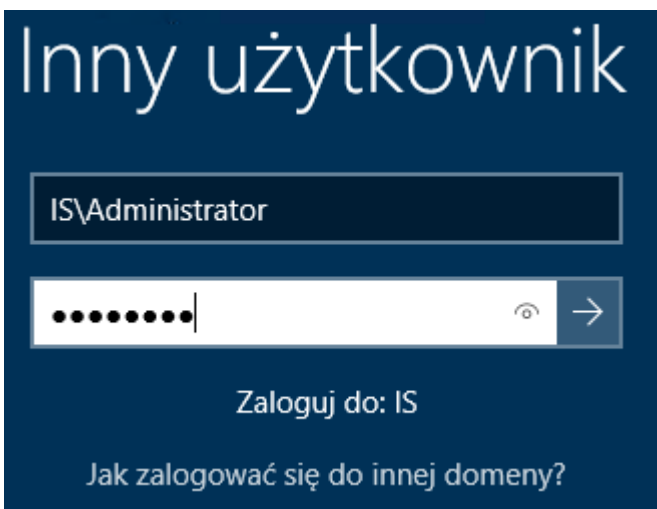 Inny użytkownik
IS\Administrator
••••••••
Zaloguj do: IS
Jak zalogować się do innej domeny?